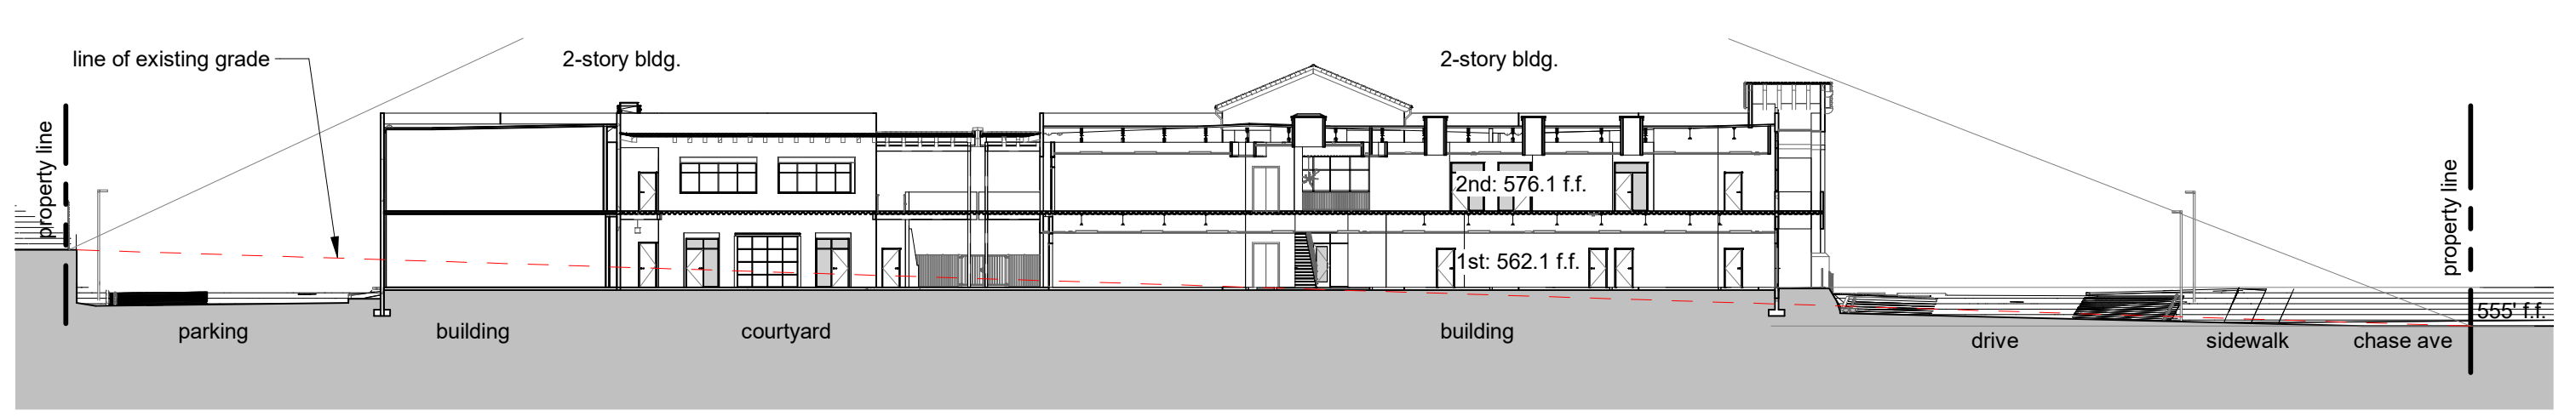 line of existing grade
2-story bldg.
2-story bldg.
property line
property line
2nd: 576.1 f.f.
1st: 562.1 f.f.
555' f.f.
parking
building
courtyard
building
drive
sidewalk
chase ave